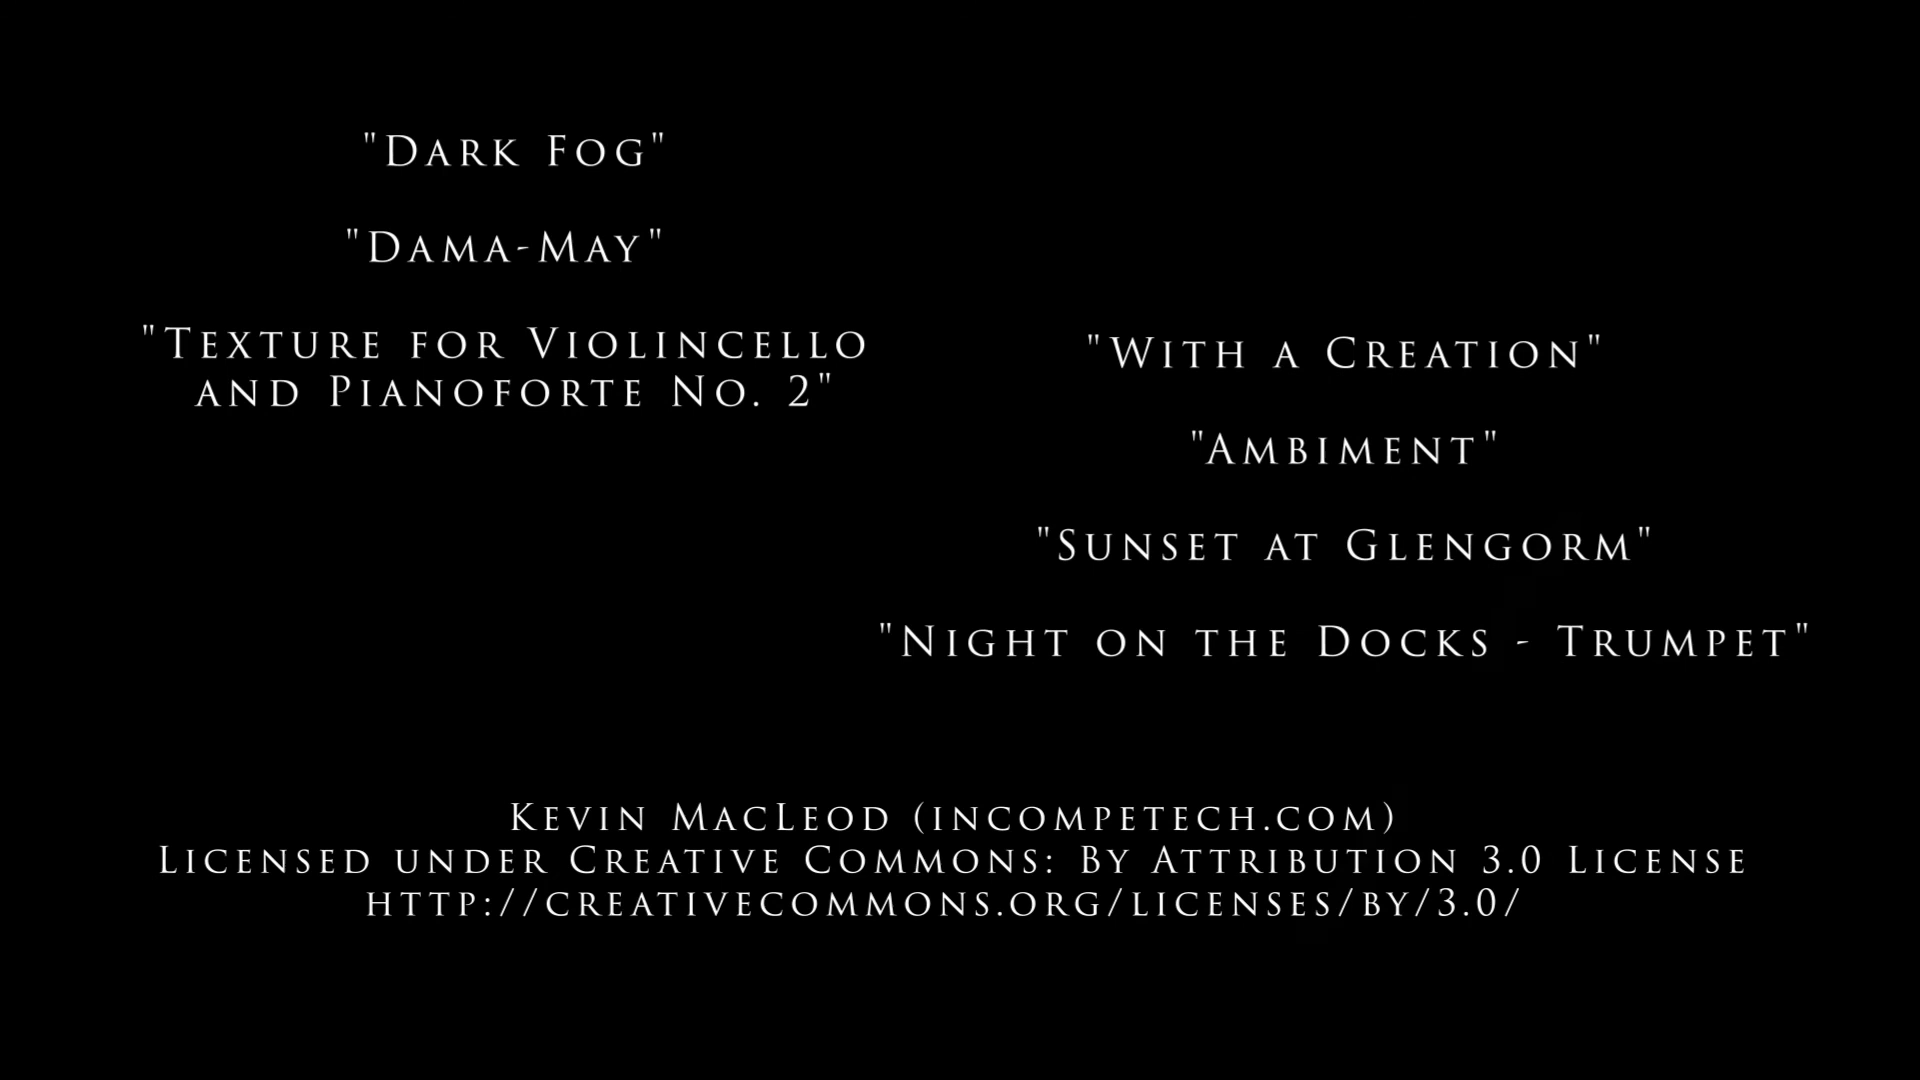 "Dark Fog"
"Dama-May"
"Texture for Violincello
and Pianoforte No. 2"
"With a Creation"
"Ambiment"
"Sunset at Glengorm"
"Night on the Docks - Trumpet"
Kevin MacLeod (incompetech.com)
Licensed under Creative Commons: By Attribution 3.0 License
http://creativecommons.org/licenses/by/3.0/